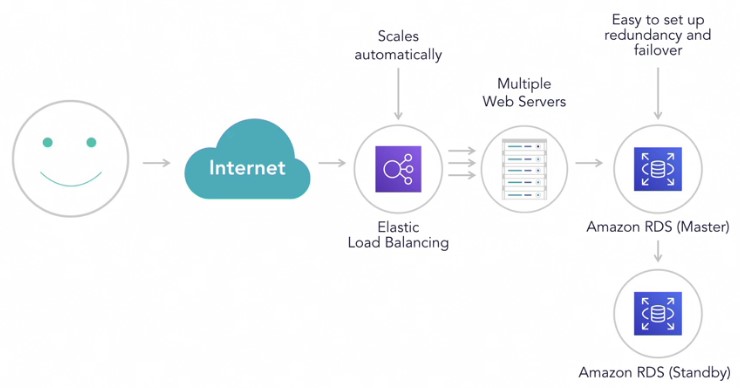 Scales
automatically
Easy to set up
redundancy and
failover
Multiple
Web Servers
Internet
Elastic
Load Balancing
Amazon RDS (Master)
Amazon RDS (Standby)